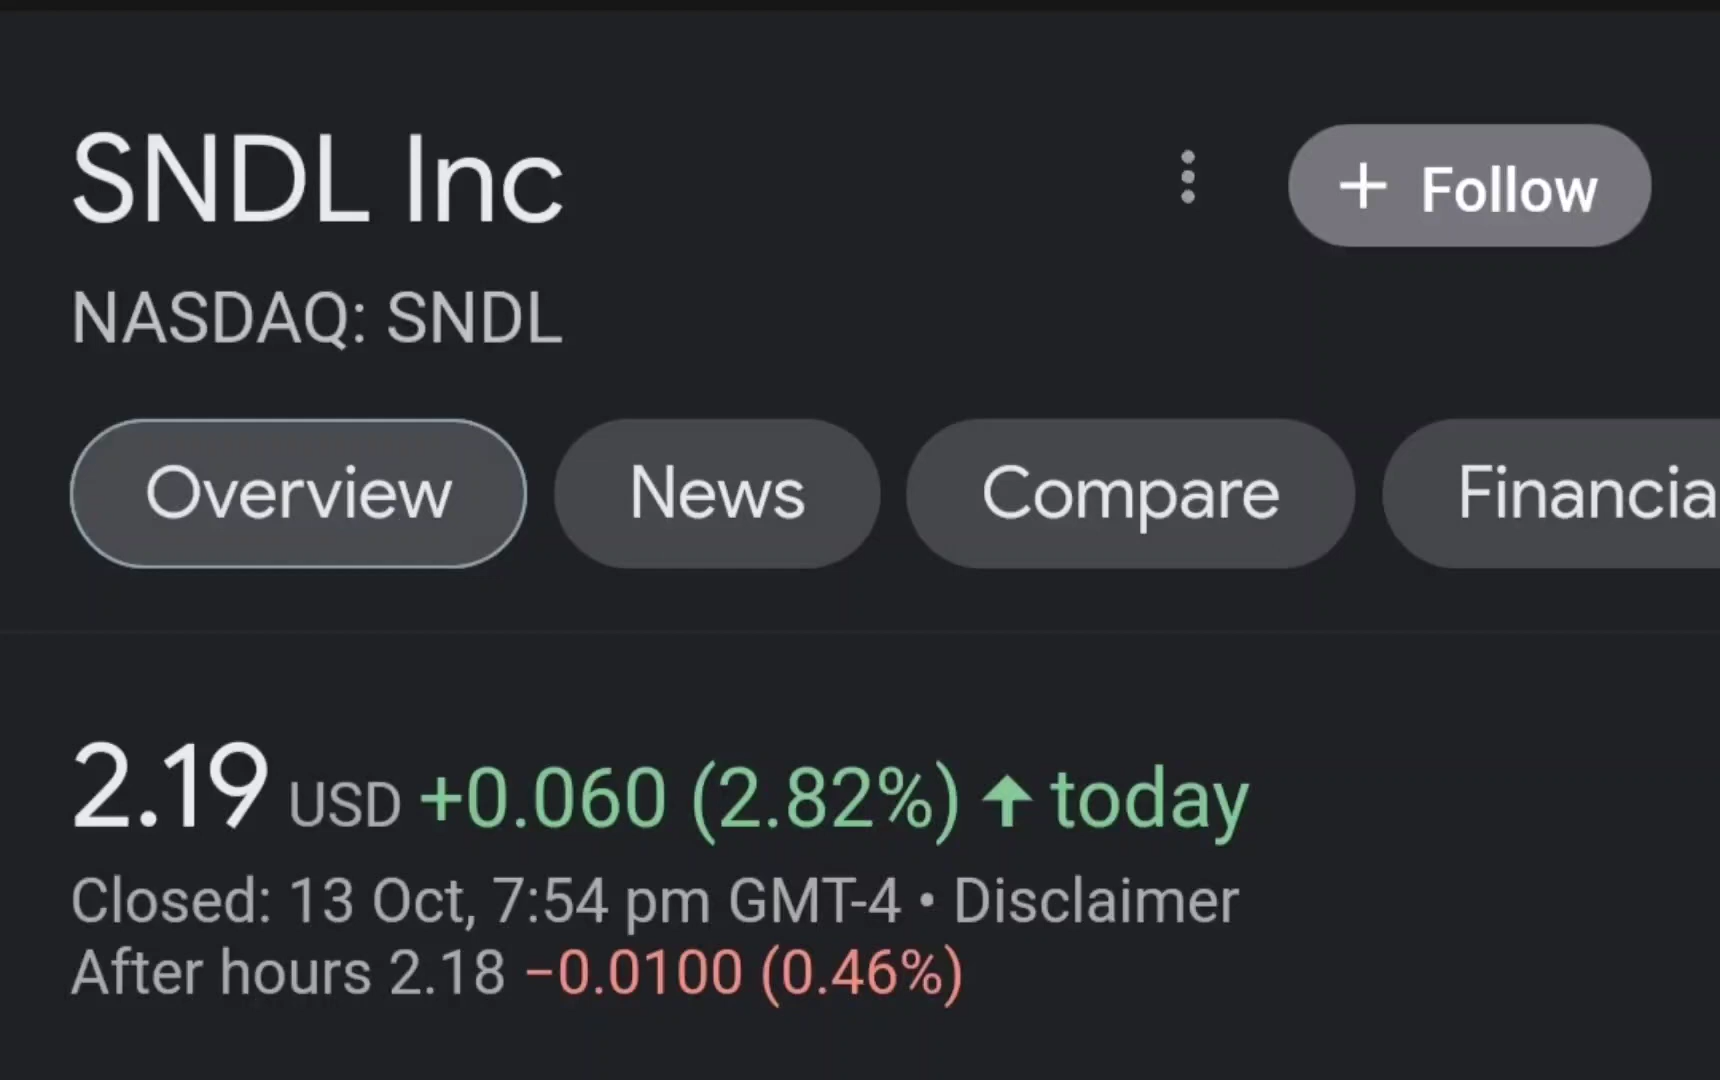 SNDL Inc
+ Follow
NASDAQ: SNDL
Overview News Compare Financia
2.19 USD +0.060 (2.82%) ↑ today
Closed: 13 Oct, 7:54 pm GMT-4 • Disclaimer
After hours 2.18 −0.0100 (0.46%)